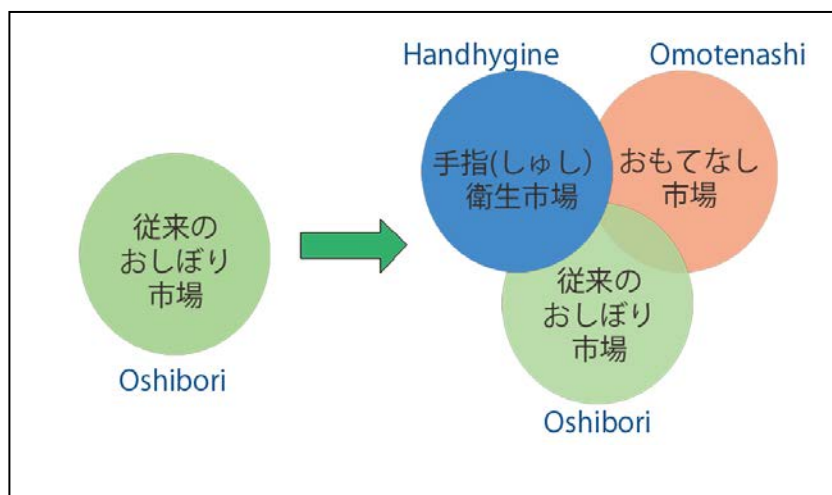 従来の
おしぼり
市場
Oshibori
Handhygine
Omotenashi
手指(しゅし）
衛生市場
おもてなし
市場
従来の
おしぼり
市場
Oshibori